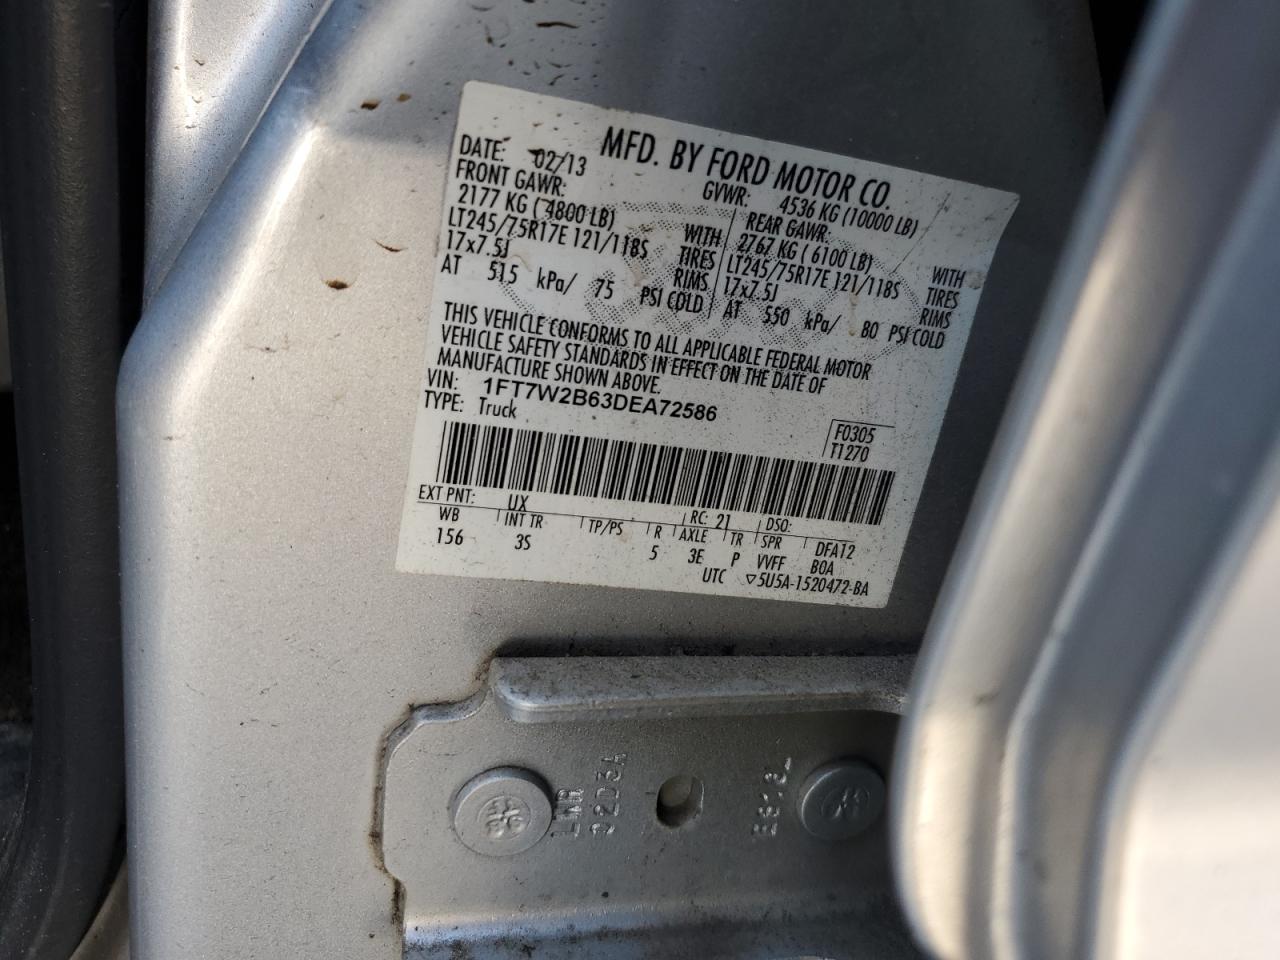 MFD. BY FORD MOTOR CO.
DATE: 02/13 GVWR: 4536 KG (10000 LB)
FRONT GAWR: REAR GAWR:
2177 KG (4800 LB) WITH 2767 KG (6100 LB) WITH
LT245/75R17E 121/118S TIRES LT245/75R17E 121/118S TIRES
17x7.5J RIMS 17x7.5J RIMS
AT 515 kPa/ 75 PSI COLD AT 550 kPa/ 80 PSI COLD
THIS VEHICLE CONFORMS TO ALL APPLICABLE FEDERAL MOTOR
VEHICLE SAFETY STANDARDS IN EFFECT ON THE DATE OF
MANUFACTURE SHOWN ABOVE.
VIN: 1FT7W2B63DEA72586
TYPE: Truck
F0305
T1270
EXT PNT: UX RC: 21 DSO:
WB INT TR TP/PS R AXLE TR SPR DFA12
156 3S 5 3E P VVFF BOA
UTC ▽5U5A-1520472-BA
LWR